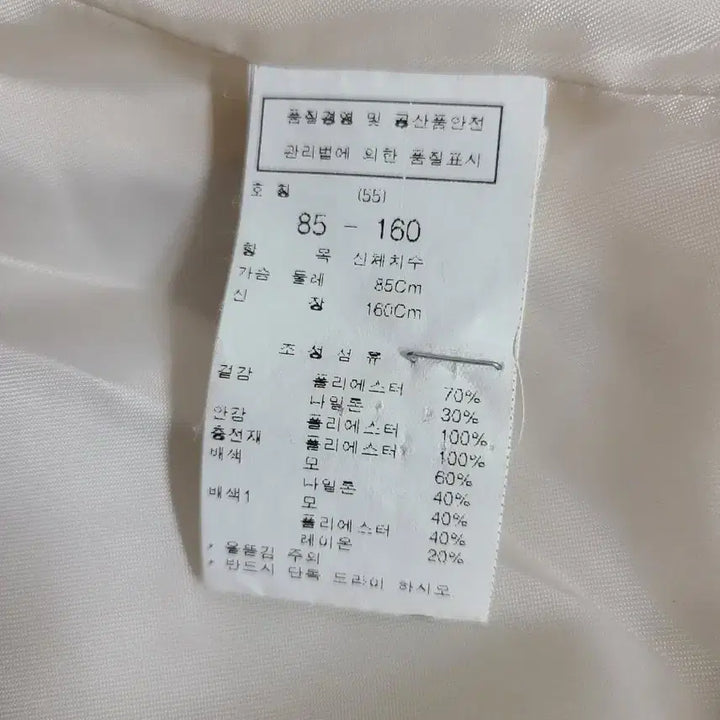 품질경영 및 공산품안전
관리법에 의한 품질표시
호 칭 (55)
85 - 160
항 목 신체치수
가슴 둘레 85Cm
신 장 160Cm
조 성 섬 유
겉감 폴리에스터 70%
나일론 30%
안감 폴리에스터 100%
충전재 폴리에스터 100%
배색 모 60%
나일론 40%
배색1 모 40%
폴리에스터 40%
레이온 20%
* 올뜯김 주의
* 반드시 단독 드라이 하시오